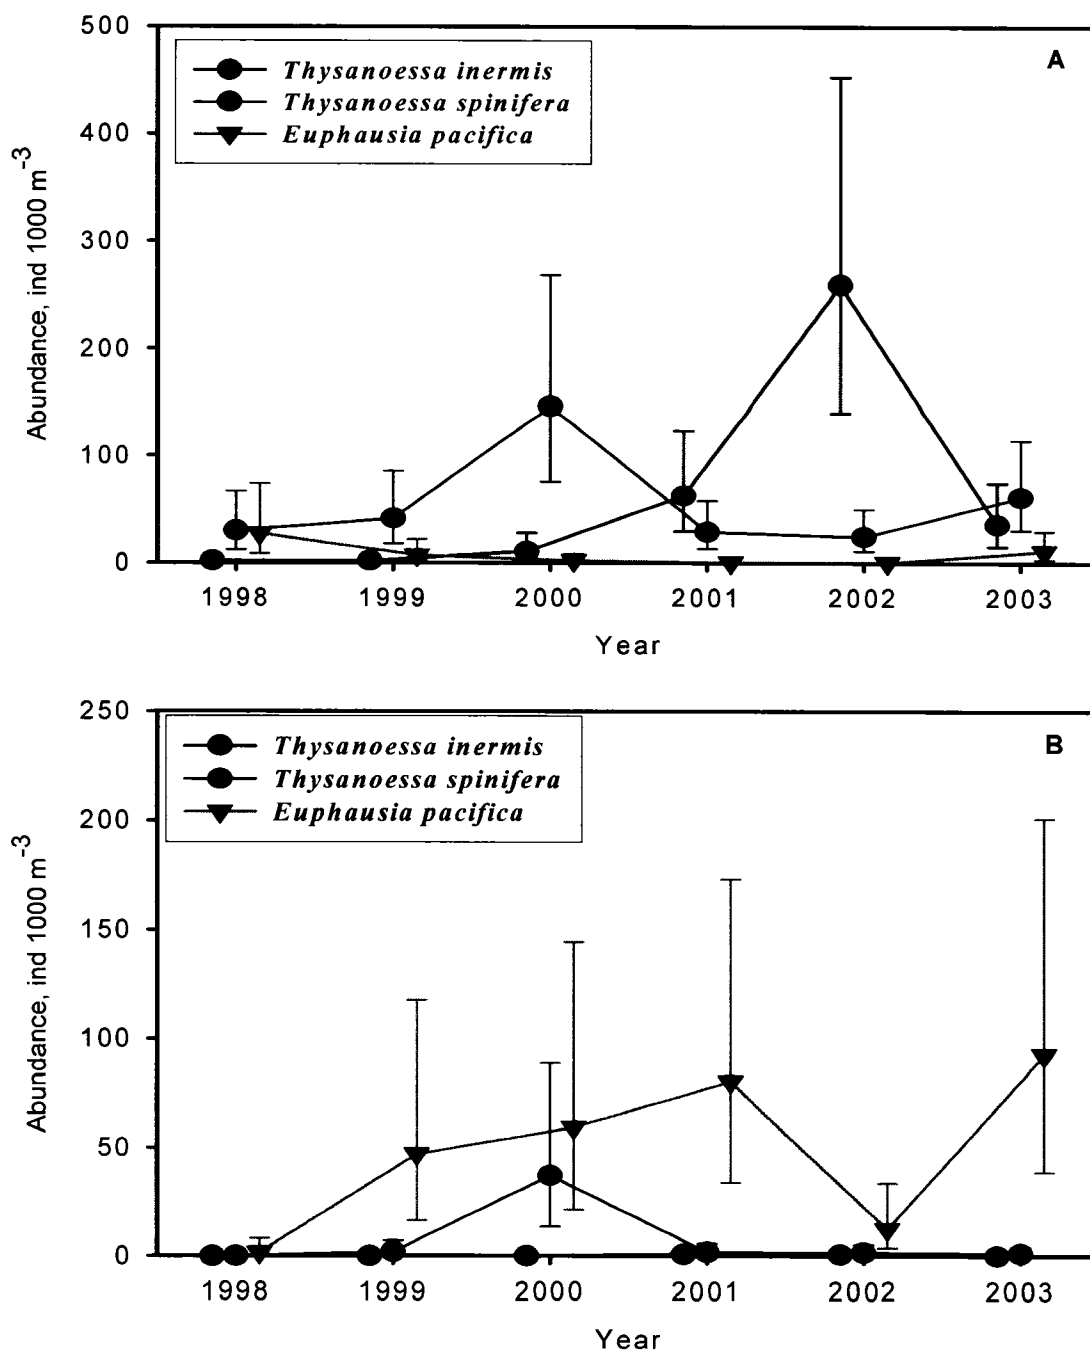 500
400
300
200
100
0
Abundance, ind 1000 m⁻³
Thysanoessa inermis
Thysanoessa spinifera
Euphausia pacifica
A
1998 1999 2000 2001 2002 2003
Year
250
200
150
100
50
0
Abundance, ind 1000 m⁻³
Thysanoessa inermis
Thysanoessa spinifera
Euphausia pacifica
B
1998 1999 2000 2001 2002 2003
Year